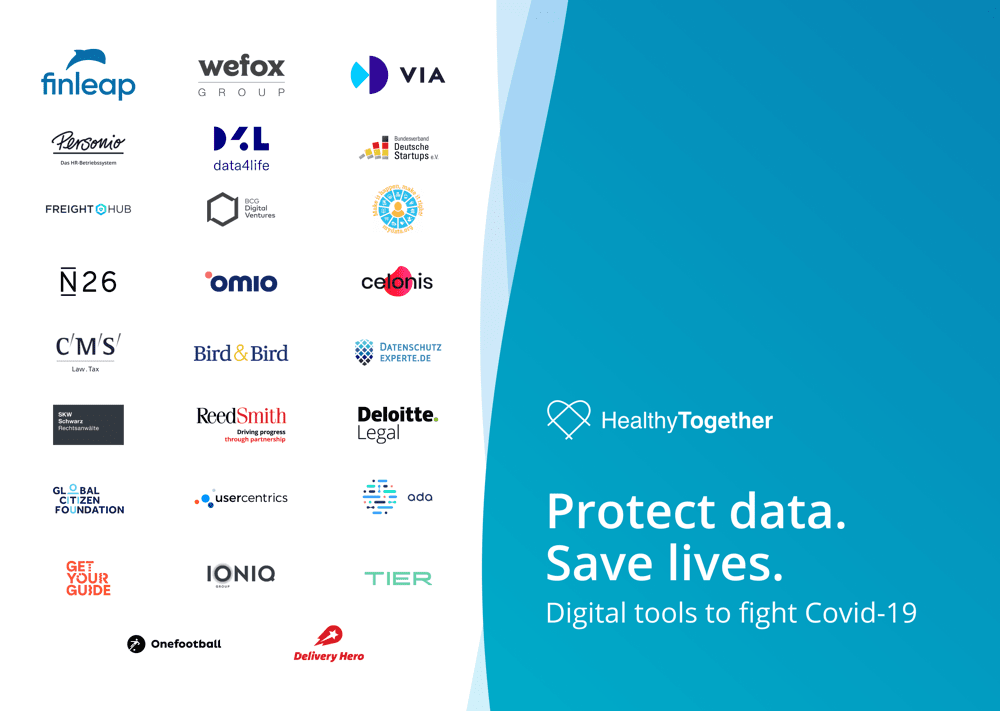 finleap
wefox
GROUP
VIA
Personio
Das HR-Betriebssystem
D4L
data4life
Bundesverband
Deutsche
Startups e.V.
FREIGHT HUB
BCG
Digital
Ventures
N26
omio
celonis
C/M/S/
Law.Tax
Bird & Bird
DATENSCHUTZ
EXPERTE.DE
SKW
Schwarz
Rechtsanwälte
ReedSmith
Driving progress
through partnership
Deloitte.
Legal
GLOBAL
CITIZEN
FOUNDATION
usercentrics
ada
GET
YOUR
GUIDE
IONIQ
GROUP
TIER
Onefootball
Delivery Hero
HealthyTogether
Protect data.
Save lives.
Digital tools to fight Covid-19